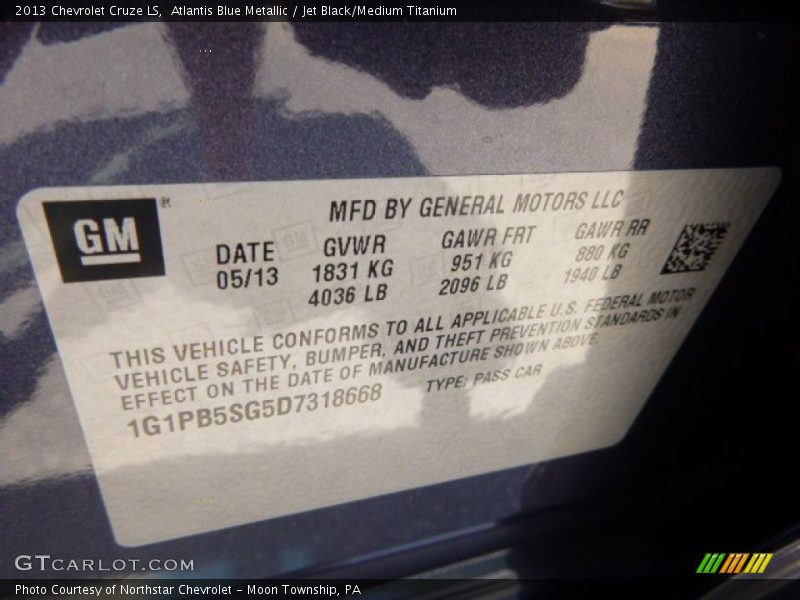 2013 Chevrolet Cruze LS, Atlantis Blue Metallic / Jet Black/Medium Titanium
GM ®
MFD BY GENERAL MOTORS LLC
DATE GVWR GAWR FRT GAWR RR
05/13 1831 KG 951 KG 880 KG
4036 LB 2096 LB 1940 LB
THIS VEHICLE CONFORMS TO ALL APPLICABLE U.S. FEDERAL MOTOR
VEHICLE SAFETY, BUMPER, AND THEFT PREVENTION STANDARDS IN
EFFECT ON THE DATE OF MANUFACTURE SHOWN ABOVE.
1G1PB5SG5D7318668 TYPE: PASS CAR
GTCARLOT.COM
Photo Courtesy of Northstar Chevrolet - Moon Township, PA